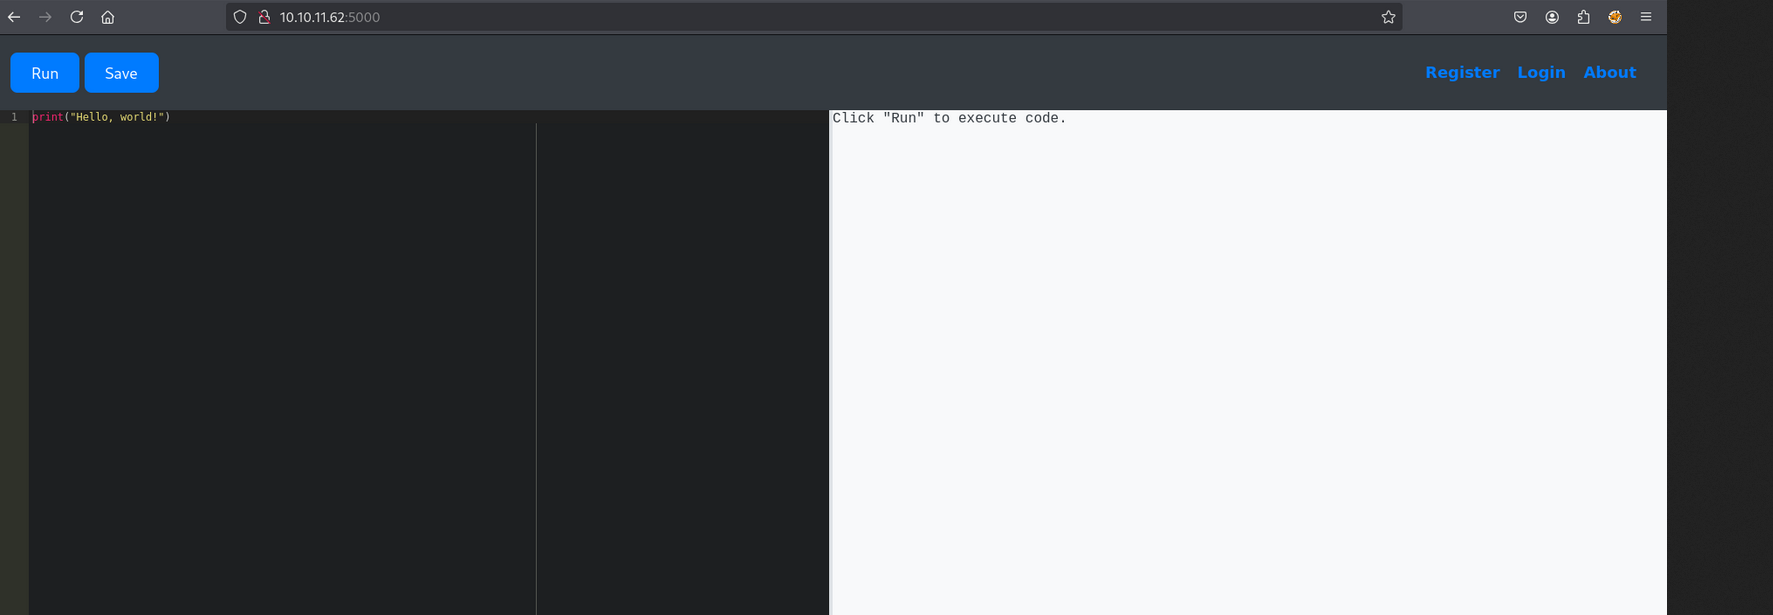 10.10.11.62:5000
Run Save Register Login About
1 print("Hello, world!") Click "Run" to execute code.